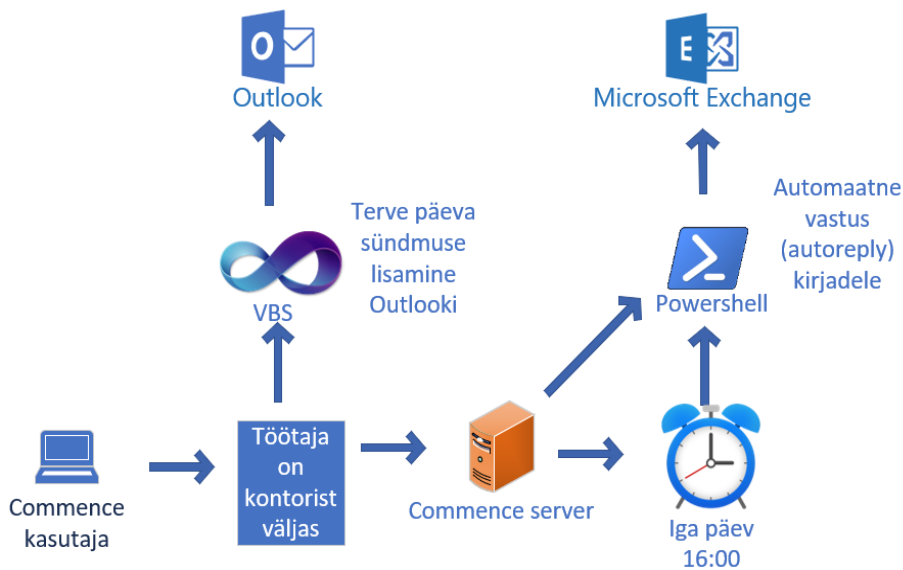 Outlook
Microsoft Exchange
Terve päeva
sündmuse
lisamine
Outlooki
VBS
Automaatne
vastus
(autoreply)
kirjadele
Powershell
Commence
kasutaja
Töötaja
on
kontorist
väljas
Commence server
Iga päev
16:00